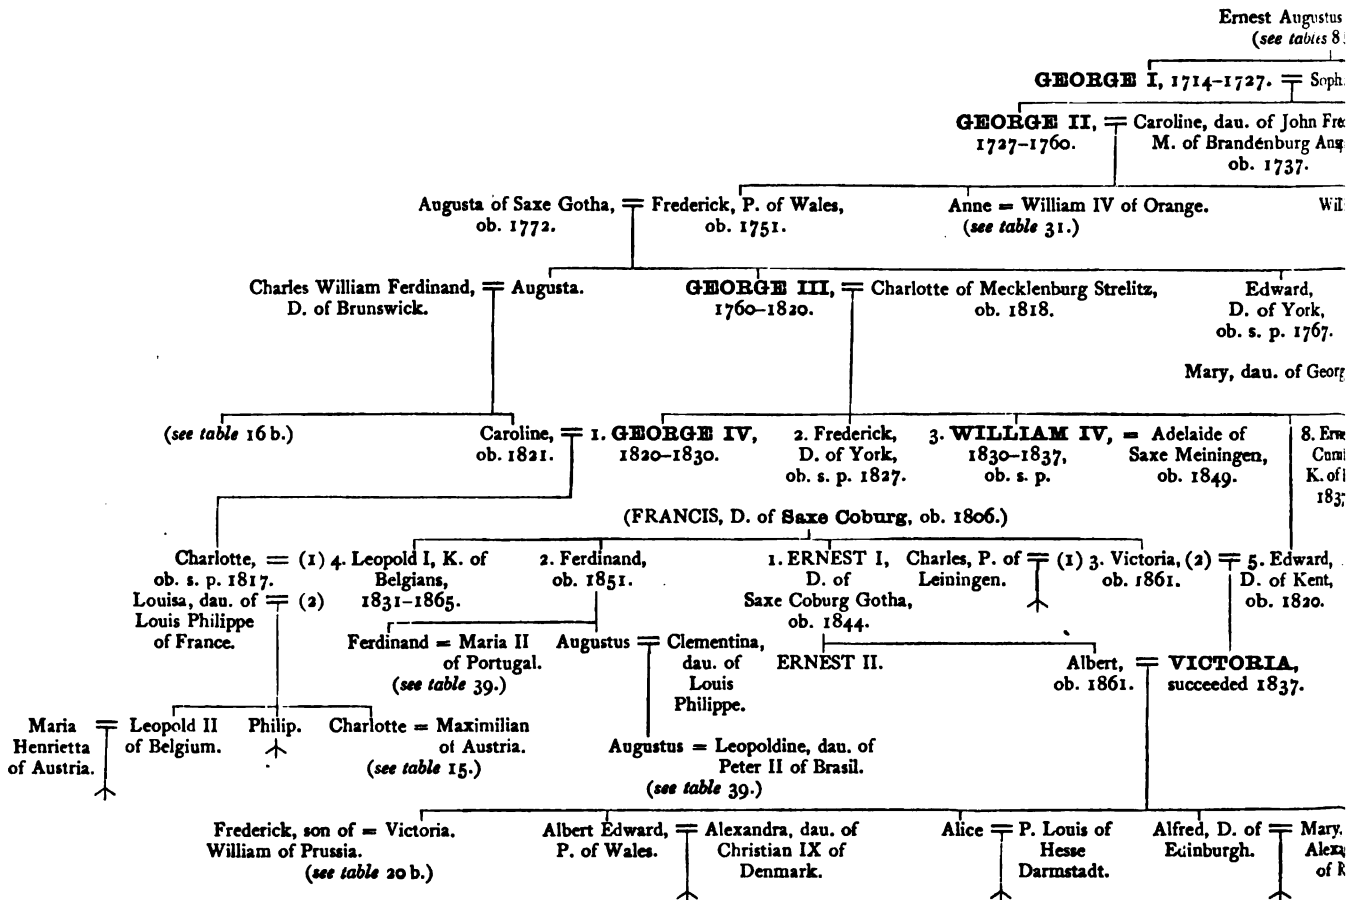 Ernest Augustus
(see tables 8
GEORGE I, 1714–1727. = Soph
GEORGE II, = Caroline, dau. of John Fre
1727–1760. M. of Brandenburg Ans
ob. 1737.
Augusta of Saxe Gotha, = Frederick, P. of Wales, Anne = William IV of Orange. Wil
ob. 1772. ob. 1751. (see table 31.)
Charles William Ferdinand, = Augusta. GEORGE III, = Charlotte of Mecklenburg Strelitz, Edward,
D. of Brunswick. 1760–1820. ob. 1818. D. of York,
ob. s. p. 1767.
Mary, dau. of Georg
(see table 16 b.) Caroline, = 1. GEORGE IV, 2. Frederick, 3. WILLIAM IV, = Adelaide of 8. Erne
ob. 1821. 1820–1830. D. of York, 1830–1837, Saxe Meiningen, Cum
ob. s. p. 1827. ob. s. p. ob. 1849. K. of
183
(FRANCIS, D. of Saxe Coburg, ob. 1806.)
Charlotte, = (1) 4. Leopold I, K. of 2. Ferdinand, 1. ERNEST I, Charles, P. of = (1) 3. Victoria, (2) = 5. Edward,
ob. s. p. 1817. Belgians, ob. 1851. D. of Leiningen. ob. 1861. D. of Kent,
Louisa, dau. of = (2) 1831–1865. Saxe Coburg Gotha, ob. 1820.
Louis Philippe ob. 1844.
of France. Ferdinand = Maria II Augustus = Clementina,
of Portugal. dau. of ERNEST II. Albert, = VICTORIA,
(see table 39.) Louis ob. 1861. succeeded 1837.
Philippe.
Maria = Leopold II Philip. Charlotte = Maximilian
Henrietta of Belgium. of Austria. Augustus = Leopoldine, dau. of
of Austria. (see table 15.) Peter II of Brasil.
(see table 39.)
Frederick, son of = Victoria. Albert Edward, = Alexandra, dau. of Alice = P. Louis of Alfred, D. of = Mary.
William of Prussia. P. of Wales. Christian IX of Hesse Edinburgh. Alexa
(see table 20 b.) Denmark. Darmstadt. of R